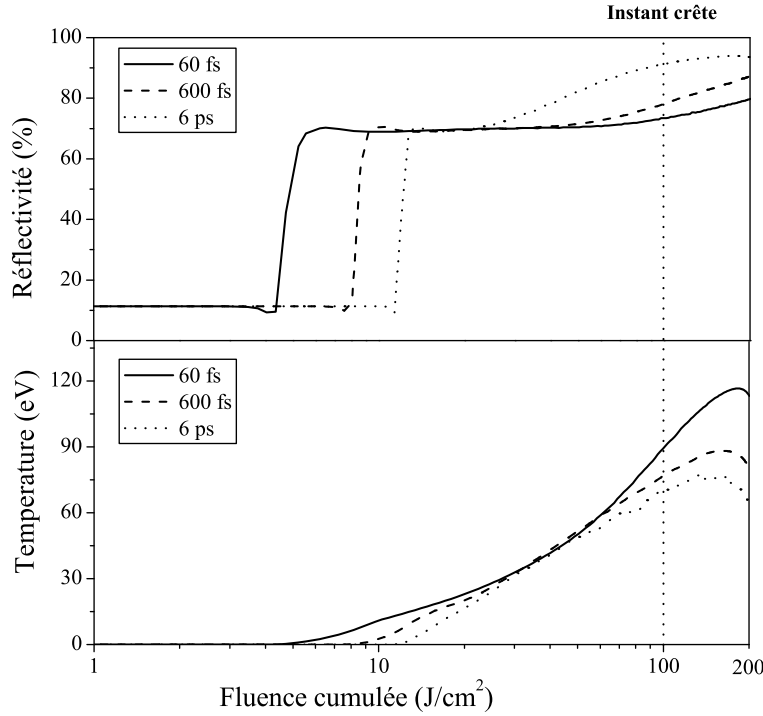 Instant crête
100
80
60
40
20
0
Réflectivité (%)
60 fs
600 fs
6 ps
120
90
60
30
0
Temperature (eV)
60 fs
600 fs
6 ps
1
10
100
200
Fluence cumulée (J/cm²)